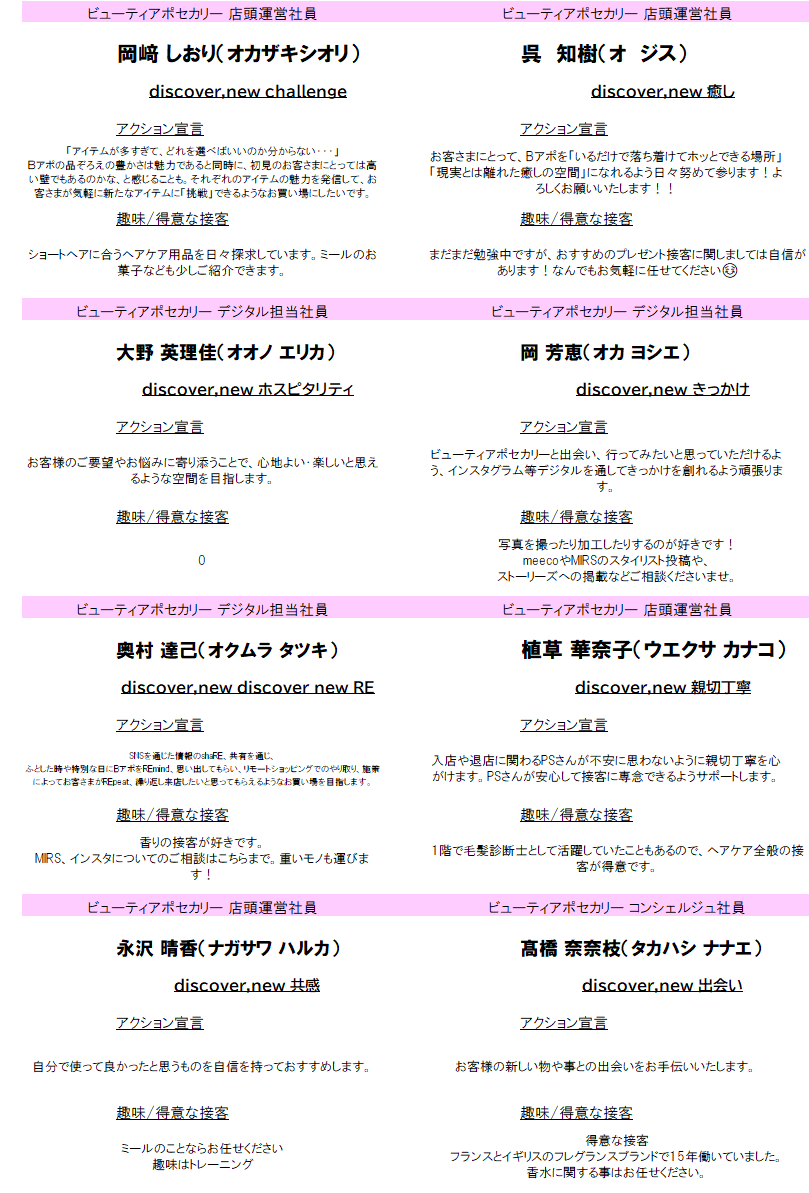 ビューティアポセカリー 店頭運営社員
岡﨑 しおり(オカザキシオリ)
discover,new challenge
アクション宣言
「アイテムが多すぎて、どれを選べばいいのか分からない・・・」
Bアポの品ぞろえの豊かさは魅力であると同時に、初見のお客さまにとっては高
い壁でもあるのかな、と感じることも。それぞれのアイテムの魅力を発信して、お
客さまが気軽に新たなアイテムに「挑戦」できるようなお買い場にしたいです。
趣味/得意な接客
ショートヘアに合うヘアケア用品を日々探求しています。ミールのお
菓子なども少しご紹介できます。
ビューティアポセカリー 店頭運営社員
呉　知樹(オ　ジス)
discover,new 癒し
アクション宣言
お客さまにとって、Bアポを「いるだけで落ち着けてホッとできる場所」
「現実とは離れた癒しの空間」になれるよう日々努めて参ります！よ
ろしくお願いいたします！！
趣味/得意な接客
まだまだ勉強中ですが、おすすめのプレゼント接客に関しましては自信が
あります！なんでもお気軽に任せてください
ビューティアポセカリー デジタル担当社員
大野 英理佳(オオノ エリカ)
discover,new ホスピタリティ
アクション宣言
お客様のご要望やお悩みに寄り添うことで、心地よい・楽しいと思え
るような空間を目指します。
趣味/得意な接客
0
ビューティアポセカリー デジタル担当社員
岡 芳恵(オカ ヨシエ)
discover,new きっかけ
アクション宣言
ビューティアポセカリーと出会い、行ってみたいと思っていただけるよ
う、インスタグラム等デジタルを通してきっかけを創れるよう頑張りま
す。
趣味/得意な接客
写真を撮ったり加工したりするのが好きです！
meecoやMIRSのスタイリスト投稿や、
ストーリーズへの掲載などご相談くださいませ。
ビューティアポセカリー デジタル担当社員
奥村 達己(オクムラ タツキ)
discover,new discover new RE
アクション宣言
SNSを通じた情報のshaRE、共有を通じ、
ふとした時や特別な日にBアポをREmind、思い出してもらい、リモートショッピングでのやり取り、施策
によってお客さまがREpeat、繰り返し来店したいと思ってもらえるようなお買い場を目指します。
趣味/得意な接客
香りの接客が好きです。
MIRS、インスタについてのご相談はこちらまで。重いモノも運びま
す！
ビューティアポセカリー 店頭運営社員
植草 華奈子(ウエクサ カナコ)
discover,new 親切丁寧
アクション宣言
入店や退店に関わるPSさんが不安に思わないように親切丁寧を心
がけます。PSさんが安心して接客に専念できるようサポートします。
趣味/得意な接客
1階で毛髪診断士として活躍していたこともあるので、ヘアケア全般の接
客が得意です。
ビューティアポセカリー 店頭運営社員
永沢 晴香(ナガサワ ハルカ)
discover,new 共感
アクション宣言
自分で使って良かったと思うものを自信を持っておすすめします。
趣味/得意な接客
ミールのことならお任せください
趣味はトレーニング
ビューティアポセカリー コンシェルジュ社員
髙橋 奈奈枝(タカハシ ナナエ)
discover,new 出会い
アクション宣言
お客様の新しい物や事との出会いをお手伝いいたします。
趣味/得意な接客
得意な接客
フランスとイギリスのフレグランスブランドで15年働いていました。
香水に関する事はお任せください。